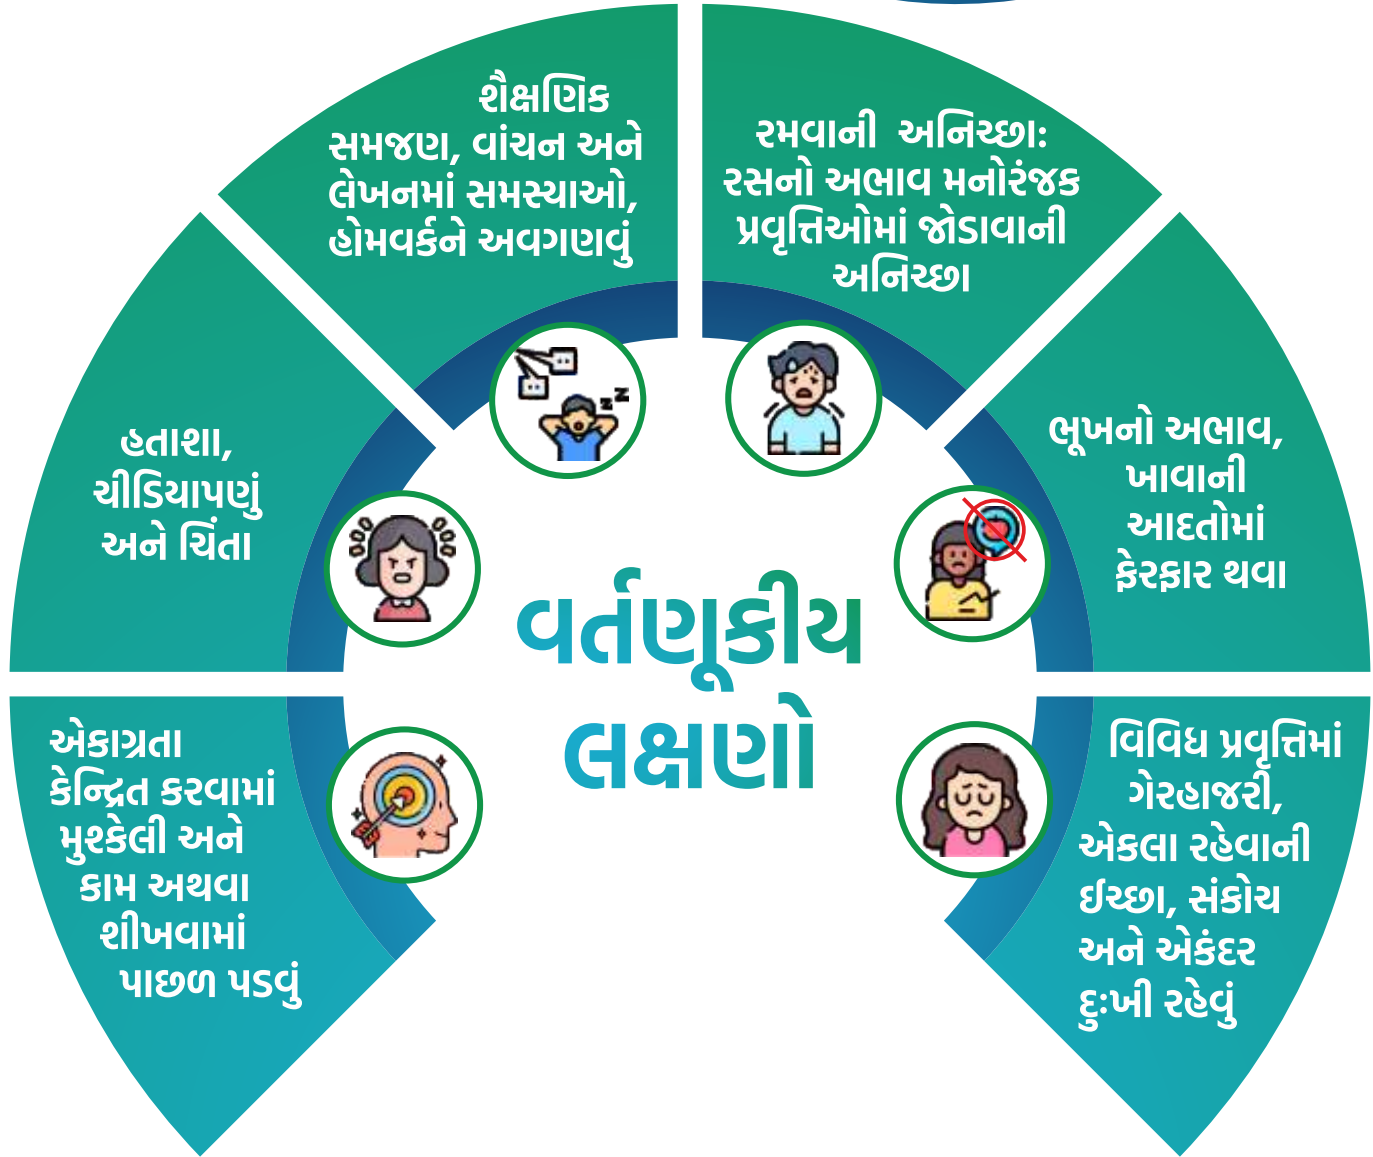 શૈક્ષણિક
સમજણ, વાંચન અને
લેખનમાં સમસ્યાઓ,
હોમવર્કને અવગણવું
રમવાની અનિચ્છા:
રસનો અભાવ મનોરંજક
પ્રવૃત્તિઓમાં જોડાવાની
અનિચ્છા
હતાશા,
ચીડિયાપણું
અને ચિંતા
ભૂખનો અભાવ,
ખાવાની
આદતોમાં
ફેરફાર થવા
વર્તણૂકીય
લક્ષણો
એકાગ્રતા
કેન્દ્રિત કરવામાં
મુશ્કેલી અને
કામ અથવા
શીખવામાં
પાછળ પડવું
વિવિધ પ્રવૃત્તિમાં
ગેરહાજરી,
એકલા રહેવાની
ઈચ્છા, સંકોચ
અને એકંદર
દુઃખી રહેવું